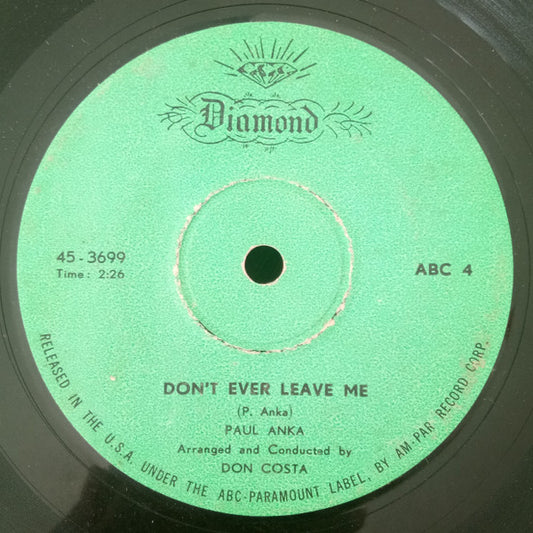 Diamond
45-3699
Time: 2:26
ABC 4
DON'T EVER LEAVE ME
(P. Anka)
PAUL ANKA
Arranged and Conducted by
DON COSTA
RELEASED IN THE U.S.A. UNDER THE ABC-PARAMOUNT LABEL, BY AM-PAR RECORD CORP.